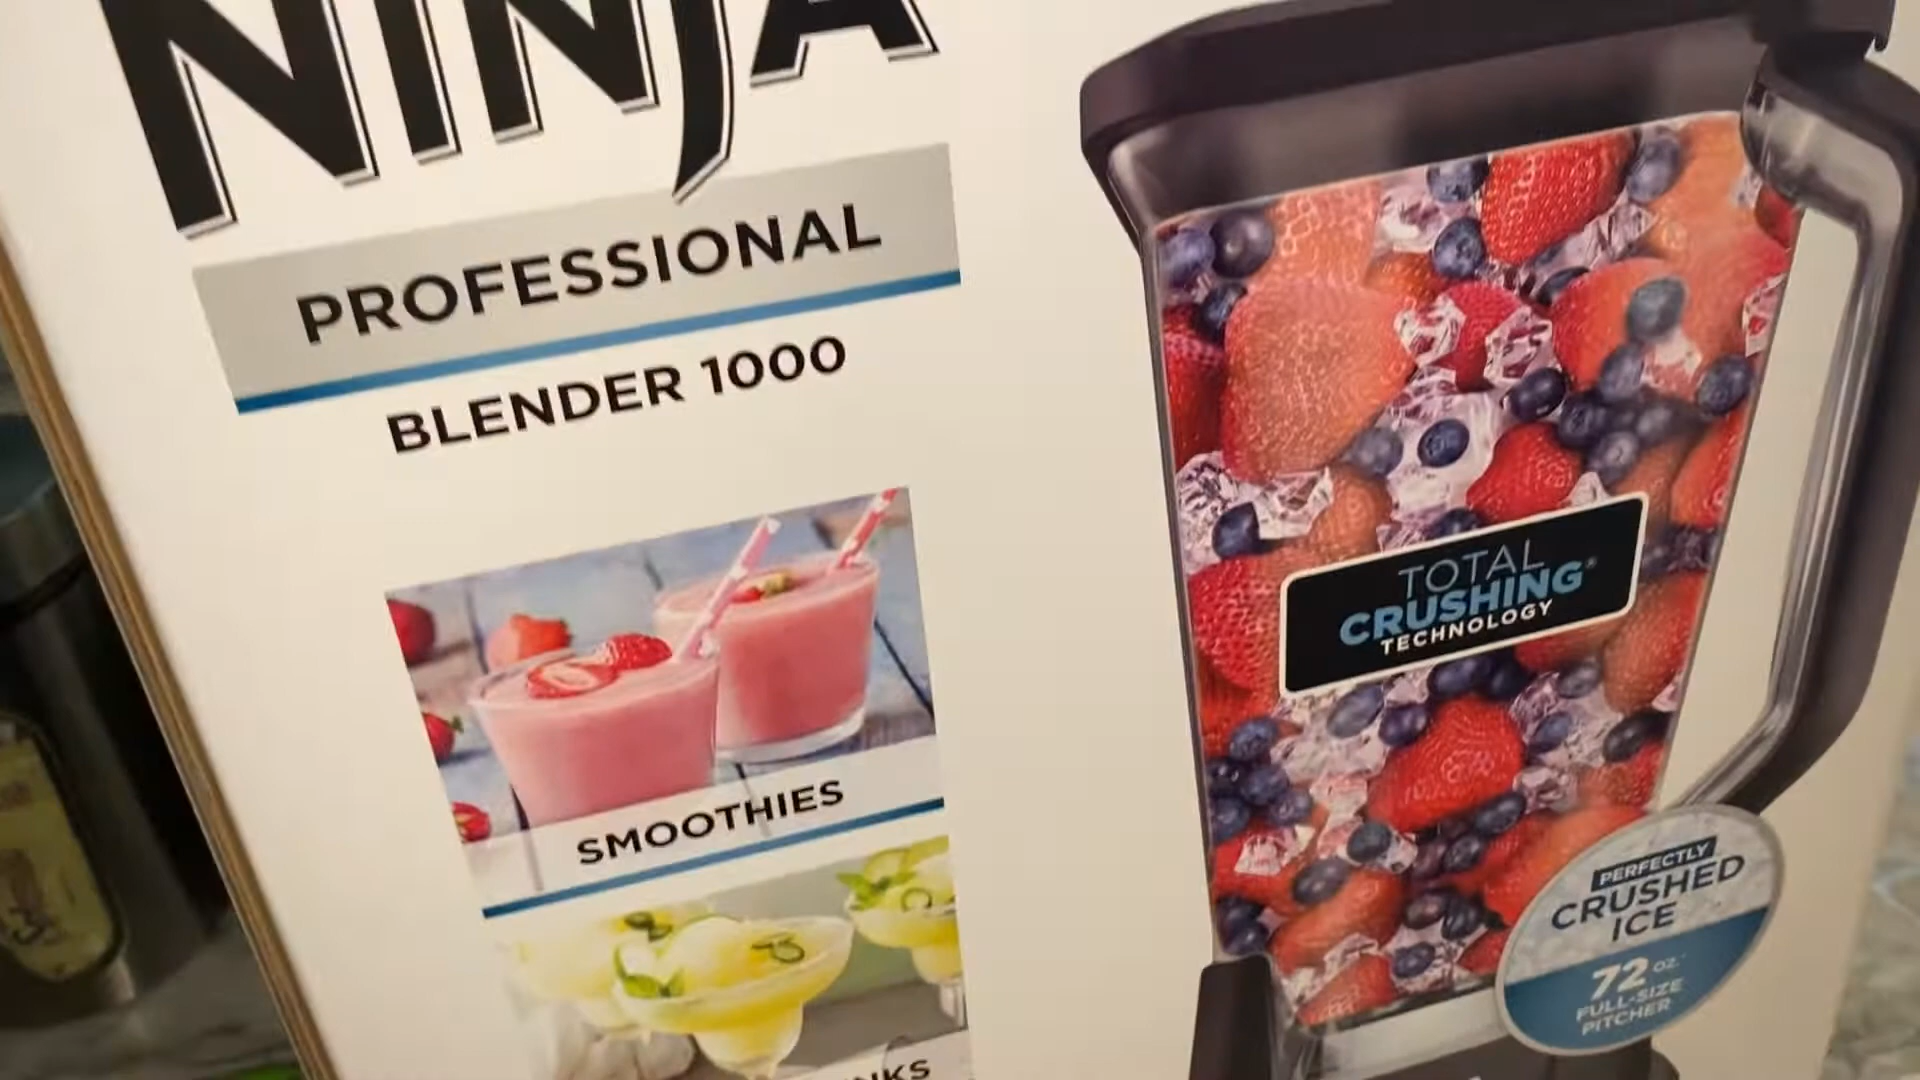 NINJA
PROFESSIONAL
BLENDER 1000
SMOOTHIES
TOTAL
CRUSHING®
TECHNOLOGY
PERFECTLY
CRUSHED
ICE
72 OZ.*
FULL-SIZE
PITCHER